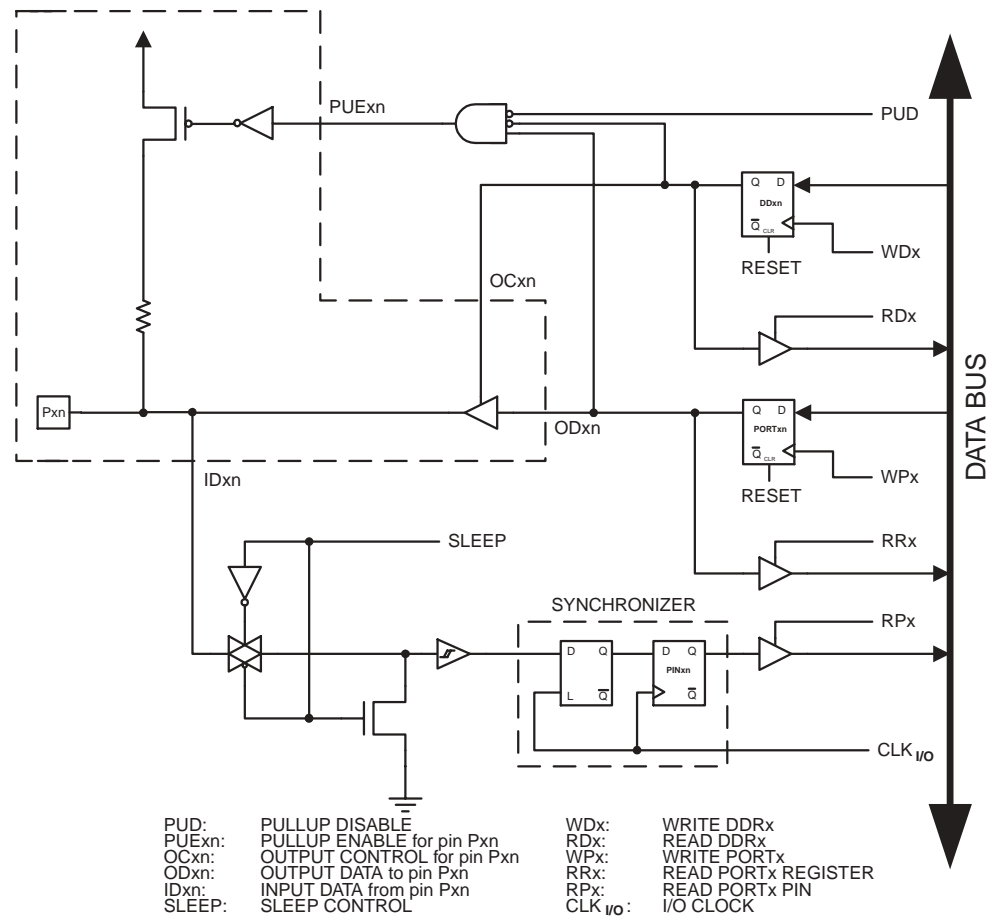 PUExn
PUD
Q D
DDxn
Q CLR
RESET
WDx
OCxn
RDx
Pxn
ODxn
Q D
PORTxn
Q CLR
RESET
WPx
IDxn
DATA BUS
SLEEP
RRx
SYNCHRONIZER
RPx
D Q
L Q
D Q
PINxn
Q
CLK I/O
PUD: PULLUP DISABLE
PUExn: PULLUP ENABLE for pin Pxn
OCxn: OUTPUT CONTROL for pin Pxn
ODxn: OUTPUT DATA to pin Pxn
IDxn: INPUT DATA from pin Pxn
SLEEP: SLEEP CONTROL
WDx: WRITE DDRx
RDx: READ DDRx
WPx: WRITE PORTx
RRx: READ PORTx REGISTER
RPx: READ PORTx PIN
CLK I/O: I/O CLOCK